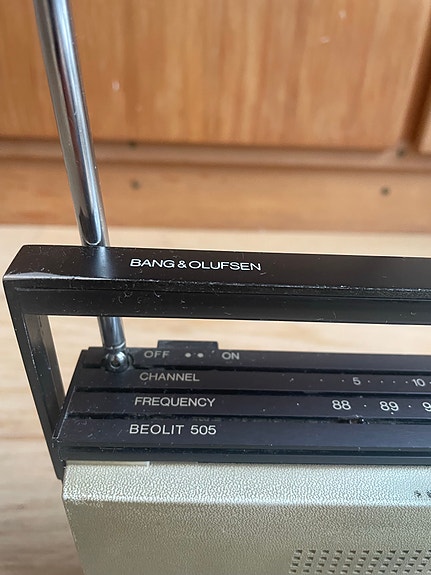 BANG & OLUFSEN
OFF ON
CHANNEL 5 10
FREQUENCY 88 89
BEOLIT 505